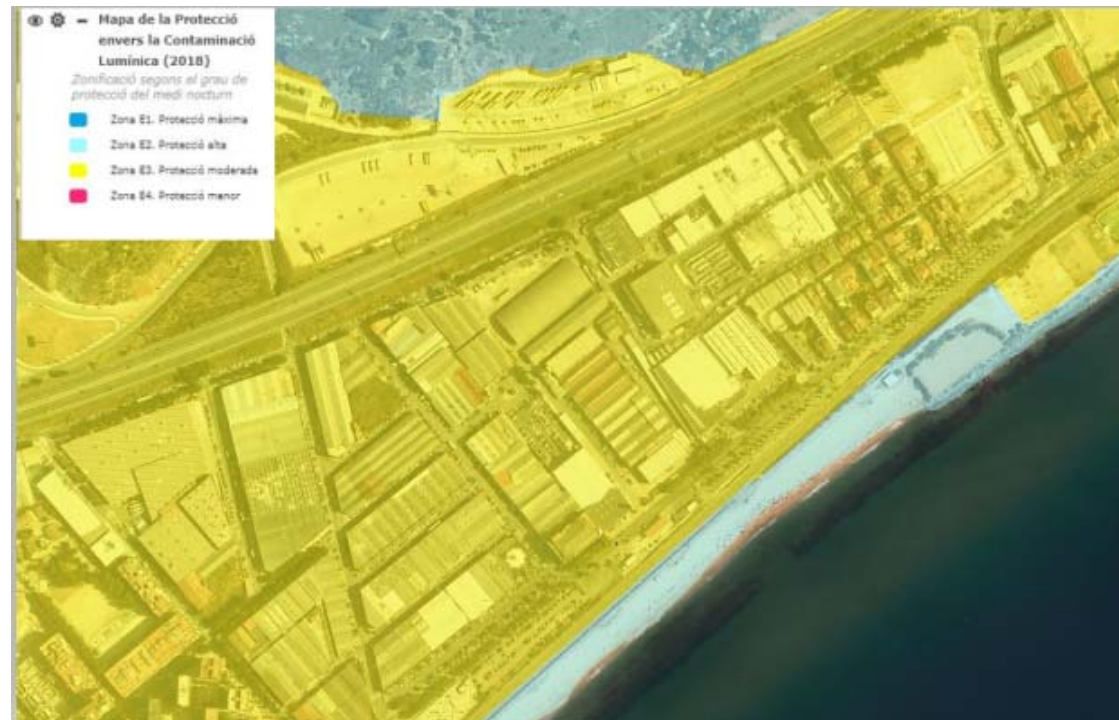 Mapa de la Protecció
envers la Contaminació
Lumínica (2018)
Zonificació segons el grau de
protecció del medi nocturn
Zona E1. Protecció màxima
Zona E2. Protecció alta
Zona E3. Protecció moderada
Zona E4. Protecció menor